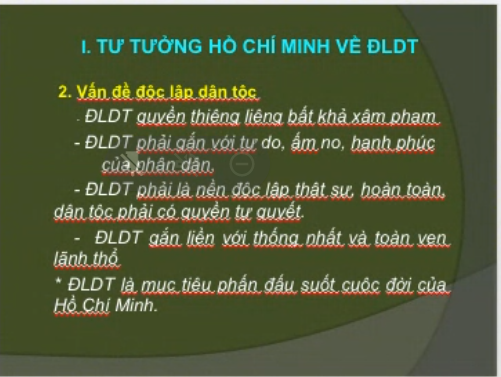 I. TƯ TƯỞNG HỒ CHÍ MINH VỀ ĐLDT
2. Vấn đề độc lập dân tộc
- ĐLDT quyền thiêng liêng bất khả xâm phạm.
- ĐLDT phải gắn với tự do, ấm no, hạnh phúc
của nhân dân.
- ĐLDT phải là nền độc lập thật sự, hoàn toàn,
dân tộc phải có quyền tự quyết.
- ĐLDT gắn liền với thống nhất và toàn vẹn
lãnh thổ
* ĐLDT là mục tiêu phấn đấu suốt cuộc đời của
Hồ Chí Minh.